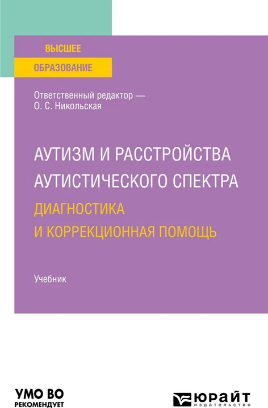 ВЫСШЕЕ
ОБРАЗОВАНИЕ
Ответственный редактор —
О. С. Никольская
АУТИЗМ И РАССТРОЙСТВА
АУТИСТИЧЕСКОГО СПЕКТРА
ДИАГНОСТИКА
И КОРРЕКЦИОННАЯ ПОМОЩЬ
Учебник
УМО ВО
РЕКОМЕНДУЕТ
юрайт
издательство